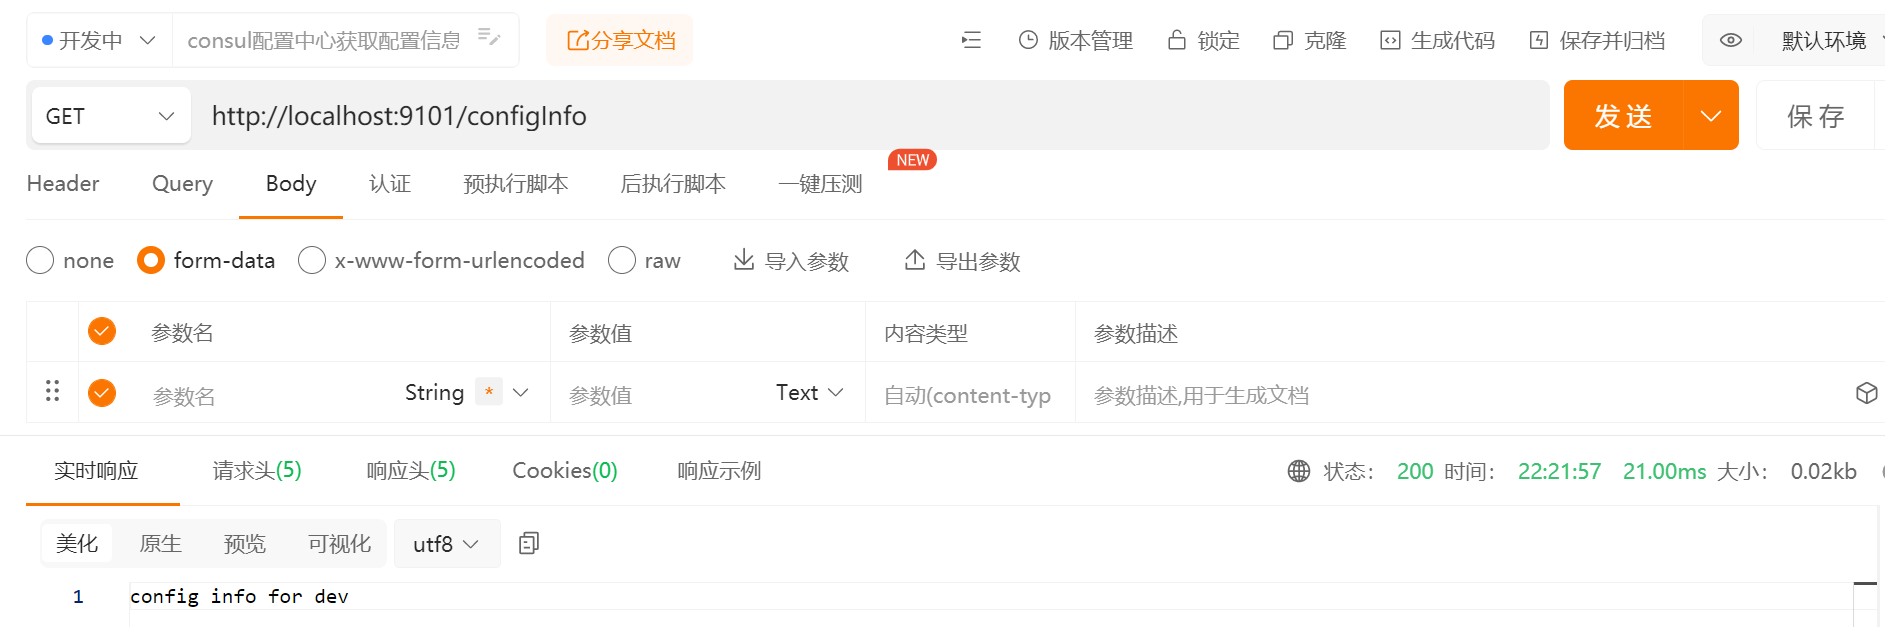 开发中 consul配置中心获取配置信息 分享文档 版本管理 锁定 克隆 生成代码 保存并归档 默认环境
GET http://localhost:9101/configInfo 发送 保存
NEW
Header Query Body 认证 预执行脚本 后执行脚本 一键压测
none form-data x-www-form-urlencoded raw 导入参数 导出参数
参数名 参数值 内容类型 参数描述
参数名 String * 参数值 Text 自动(content-typ 参数描述,用于生成文档
实时响应 请求头(5) 响应头(5) Cookies(0) 响应示例 状态: 200 时间: 22:21:57 21.00ms 大小: 0.02kb
美化 原生 预览 可视化 utf8
1 config info for dev